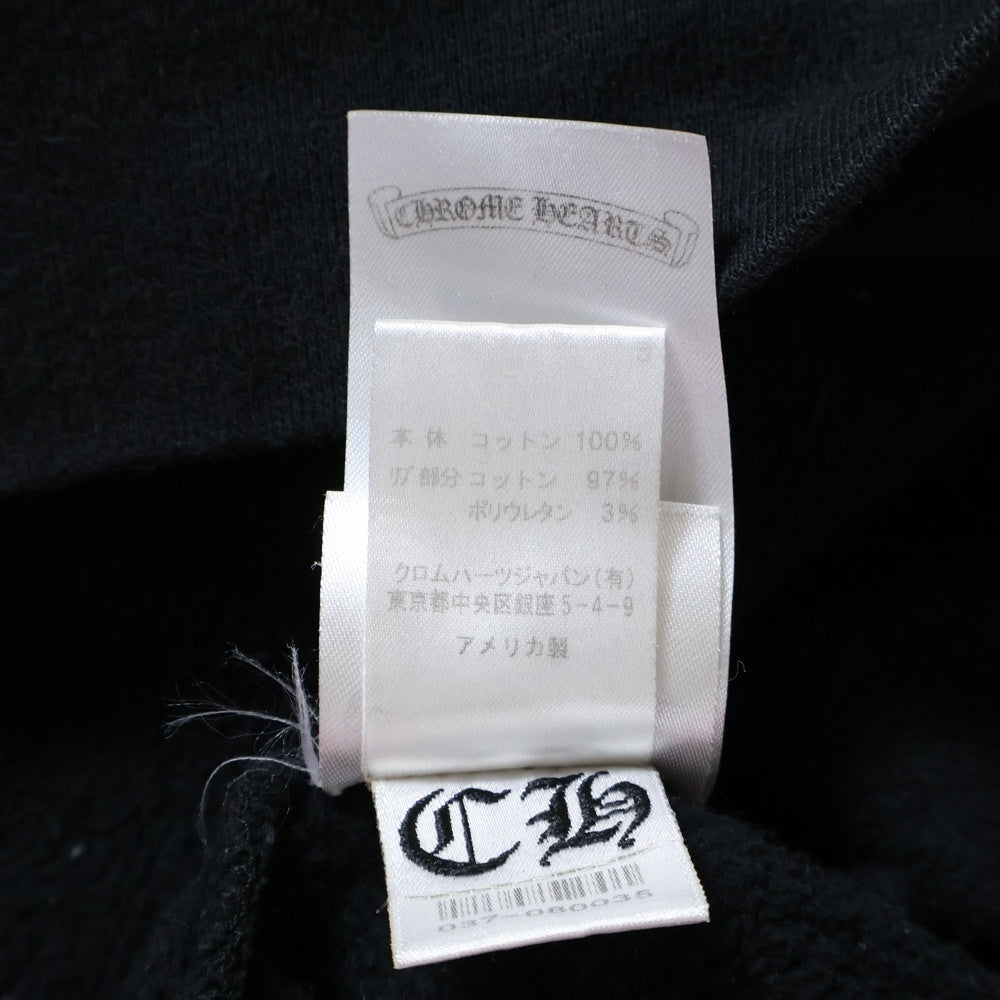 CHROME HEARTS
S
本体 コットン 100%
リブ部分 コットン 97%
ポリウレタン 3%
クロムハーツジャパン(有)
東京都中央区銀座5-4-9
アメリカ製
CH
037-080035